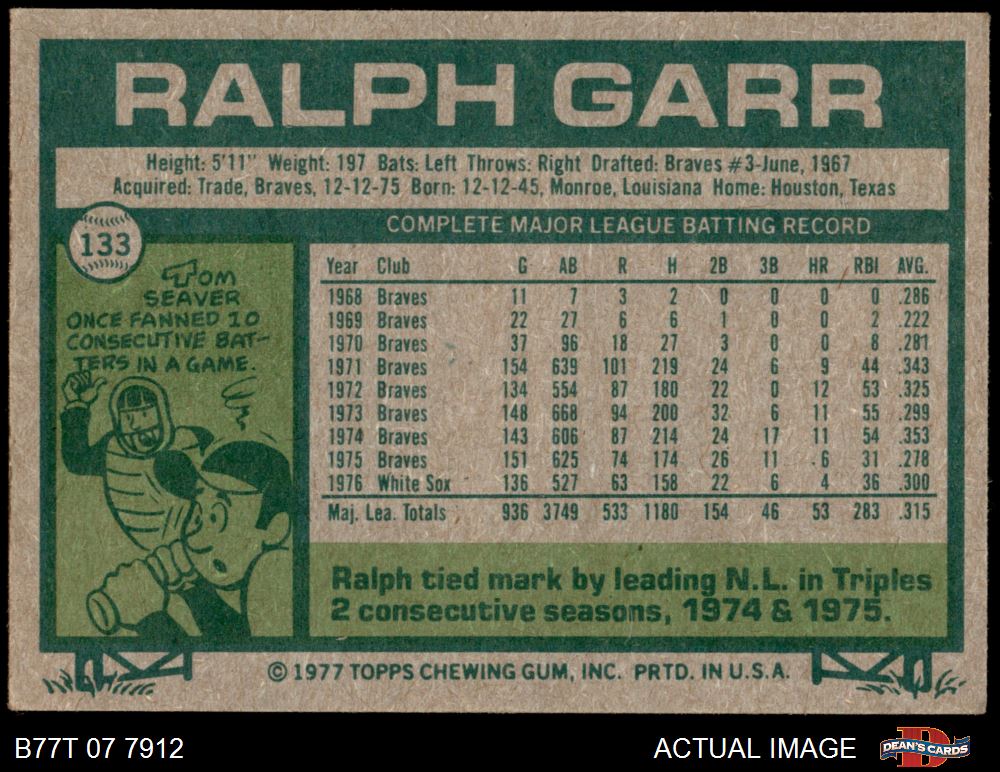 RALPH GARR
Height: 5'11" Weight: 197 Bats: Left Throws: Right Drafted: Braves #3-June, 1967
Acquired: Trade, Braves, 12-12-75 Born: 12-12-45, Monroe, Louisiana Home: Houston, Texas
133
TOM
SEAVER
ONCE FANNED 10
CONSECUTIVE BAT-
TERS IN A GAME.
COMPLETE MAJOR LEAGUE BATTING RECORD
Year Club G AB R H 2B 3B HR RBI AVG.
1968 Braves 11 7 3 2 0 0 0 0 .286
1969 Braves 22 27 6 6 1 0 0 2 .222
1970 Braves 37 96 18 27 3 0 0 8 .281
1971 Braves 154 639 101 219 24 6 9 44 .343
1972 Braves 134 554 87 180 22 0 12 53 .325
1973 Braves 148 668 94 200 32 6 11 55 .299
1974 Braves 143 606 87 214 24 17 11 54 .353
1975 Braves 151 625 74 174 26 11 6 31 .278
1976 White Sox 136 527 63 158 22 6 4 36 .300
Maj. Lea. Totals 936 3749 533 1180 154 46 53 283 .315
Ralph tied mark by leading N.L. in Triples
2 consecutive seasons, 1974 & 1975.
© 1977 TOPPS CHEWING GUM, INC. PRTD. IN U.S.A.
B77T 07 7912
ACTUAL IMAGE
D
DEAN'S CARDS